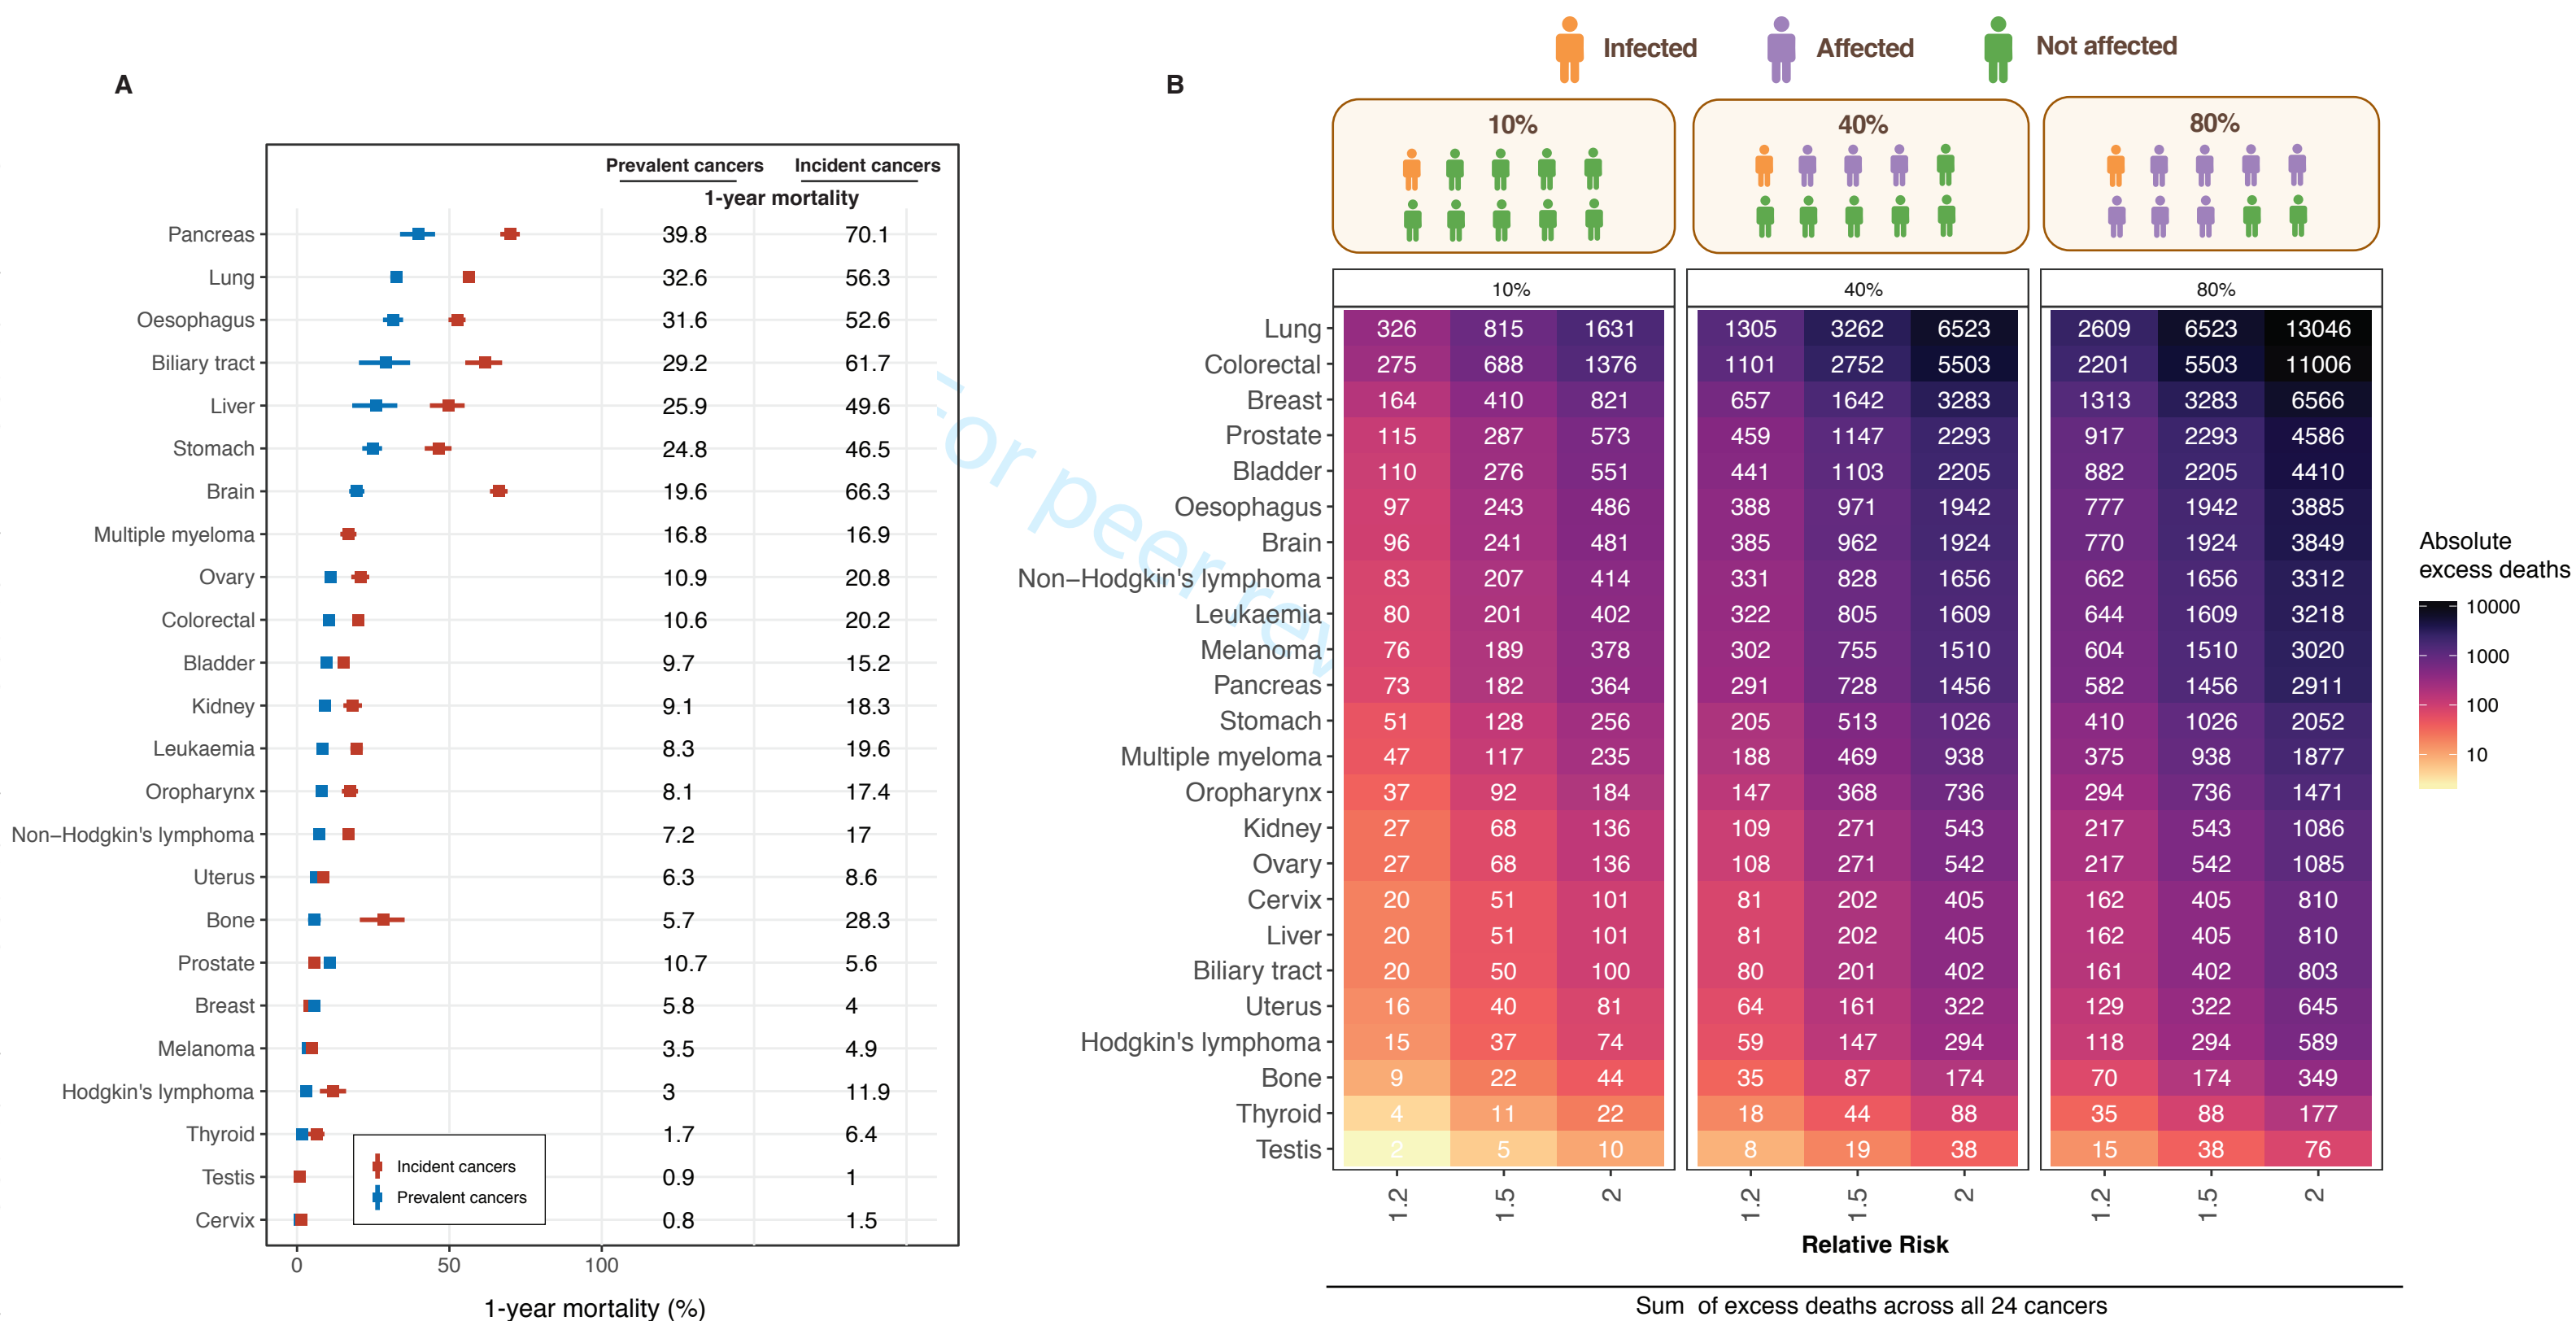 Infected Affected Not affected
A
B
10% 40% 80%
Prevalent cancers Incident cancers
1-year mortality
Pancreas 39.8 70.1
Lung 32.6 56.3
Oesophagus 31.6 52.6
Biliary tract 29.2 61.7
Liver 25.9 49.6
Stomach 24.8 46.5
Brain 19.6 66.3
Multiple myeloma 16.8 16.9
Ovary 10.9 20.8
Colorectal 10.6 20.2
Bladder 9.7 15.2
Kidney 9.1 18.3
Leukaemia 8.3 19.6
Oropharynx 8.1 17.4
Non−Hodgkin's lymphoma 7.2 17
Uterus 6.3 8.6
Bone 5.7 28.3
Prostate 10.7 5.6
Breast 5.8 4
Melanoma 3.5 4.9
Hodgkin's lymphoma 3 11.9
Thyroid 1.7 6.4
Testis 0.9 1
Cervix 0.8 1.5
Incident cancers
Prevalent cancers
0 50 100
1-year mortality (%)
For peer rev
10% 40% 80%
Lung 326 815 1631 1305 3262 6523 2609 6523 13046
Colorectal 275 688 1376 1101 2752 5503 2201 5503 11006
Breast 164 410 821 657 1642 3283 1313 3283 6566
Prostate 115 287 573 459 1147 2293 917 2293 4586
Bladder 110 276 551 441 1103 2205 882 2205 4410
Oesophagus 97 243 486 388 971 1942 777 1942 3885
Brain 96 241 481 385 962 1924 770 1924 3849
Non−Hodgkin's lymphoma 83 207 414 331 828 1656 662 1656 3312
Leukaemia 80 201 402 322 805 1609 644 1609 3218
Melanoma 76 189 378 302 755 1510 604 1510 3020
Pancreas 73 182 364 291 728 1456 582 1456 2911
Stomach 51 128 256 205 513 1026 410 1026 2052
Multiple myeloma 47 117 235 188 469 938 375 938 1877
Oropharynx 37 92 184 147 368 736 294 736 1471
Kidney 27 68 136 109 271 543 217 543 1086
Ovary 27 68 136 108 271 542 217 542 1085
Cervix 20 51 101 81 202 405 162 405 810
Liver 20 51 101 81 202 405 162 405 810
Biliary tract 20 50 100 80 201 402 161 402 803
Uterus 16 40 81 64 161 322 129 322 645
Hodgkin's lymphoma 15 37 74 59 147 294 118 294 589
Bone 9 22 44 35 87 174 70 174 349
Thyroid 4 11 22 18 44 88 35 88 177
Testis 2 5 10 8 19 38 15 38 76
1.2 1.5 2 1.2 1.5 2 1.2 1.5 2
Relative Risk
Sum of excess deaths across all 24 cancers
Absolute
excess deaths
10000
1000
100
10